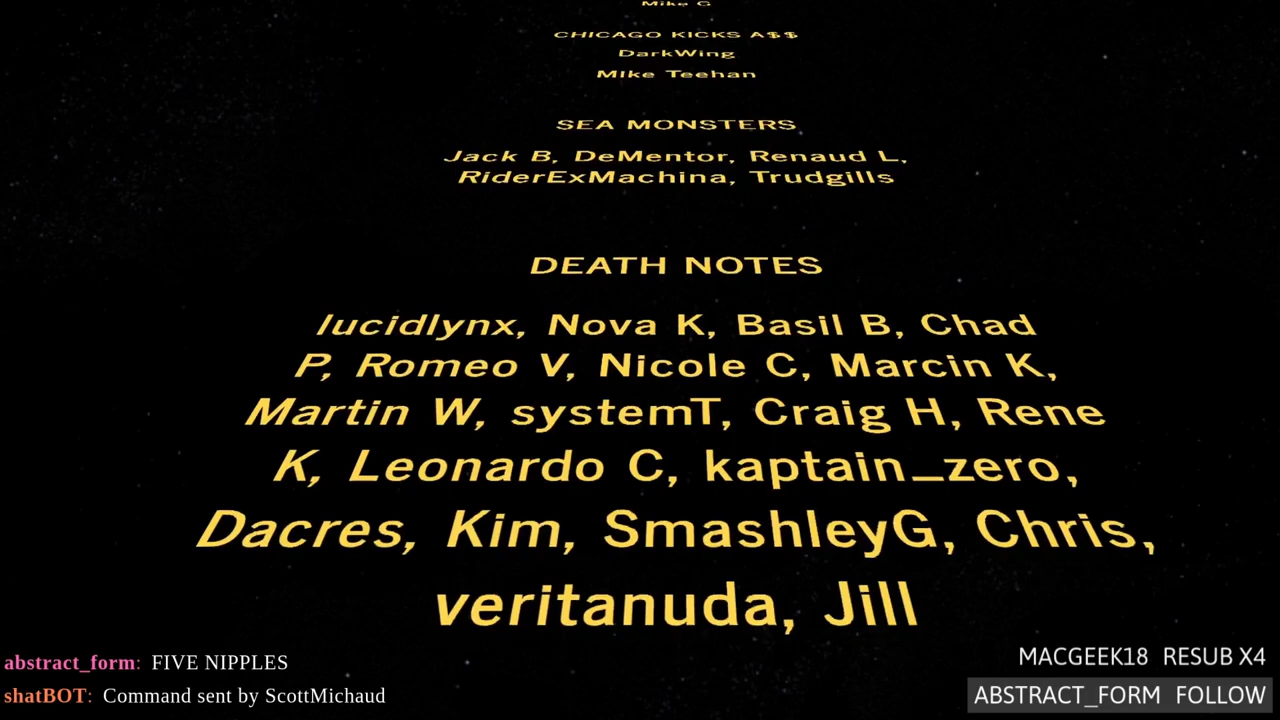 Mike G
CHICAGO KICKS A$$
DarkWing
Mike Teehan
SEA MONSTERS
Jack B, DeMentor, Renaud L,
RiderExMachina, Trudgills
DEATH NOTES
lucidlynx, Nova K, Basil B, Chad
P, Romeo V, Nicole C, Marcin K,
Martin W, systemT, Craig H, Rene
K, Leonardo C, kaptain_zero,
Dacres, Kim, SmashleyG, Chris,
veritanuda, Jill
abstract_form: FIVE NIPPLES
shatBOT: Command sent by ScottMichaud
MACGEEK18 RESUB X4
ABSTRACT_FORM FOLLOW